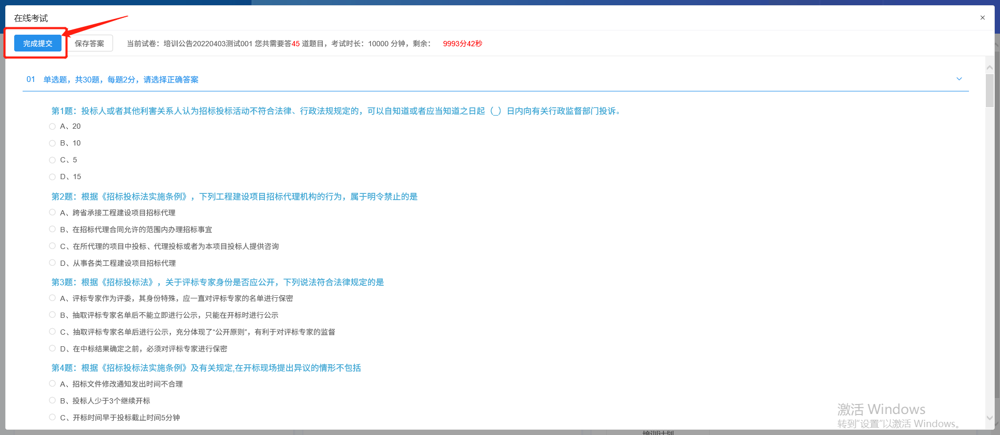 在线考试
×
完成提交 保存答案 当前试卷：培训公告20220403测试001 您共需要答45 道题目，考试时长：10000 分钟，剩余： 9993分42秒
01 单选题，共30题，每题2分，请选择正确答案
第1题：投标人或者其他利害关系人认为招标投标活动不符合法律、行政法规规定的，可以自知道或者应当知道之日起（_）日内向有关行政监督部门投诉。
A、20
B、10
C、5
D、15
第2题：根据《招标投标法实施条例》，下列工程建设项目招标代理机构的行为，属于明令禁止的是
A、跨省承接工程建设项目招标代理
B、在招标代理合同允许的范围内办理招标事宜
C、在所代理的项目中投标、代理投标或者为本项目投标人提供咨询
D、从事各类工程建设项目招标代理
第3题：根据《招标投标法》，关于评标专家身份是否应公开，下列说法符合法律规定的是
A、评标专家作为评委，其身份特殊，应一直对评标专家的名单进行保密
B、抽取评标专家名单后不能立即进行公示，只能在开标时进行公示
C、抽取评标专家名单后进行公示，充分体现了“公开原则”，有利于对评标专家的监督
D、在中标结果确定之前，必须对评标专家进行保密
第4题：根据《招标投标法实施条例》及有关规定,在开标现场提出异议的情形不包括
A、招标文件修改通知发出时间不合理
B、投标人少于3个继续开标
C、开标时间早于投标截止时间5分钟
激活 Windows
转到“设置”以激活 Windows。
培训计划